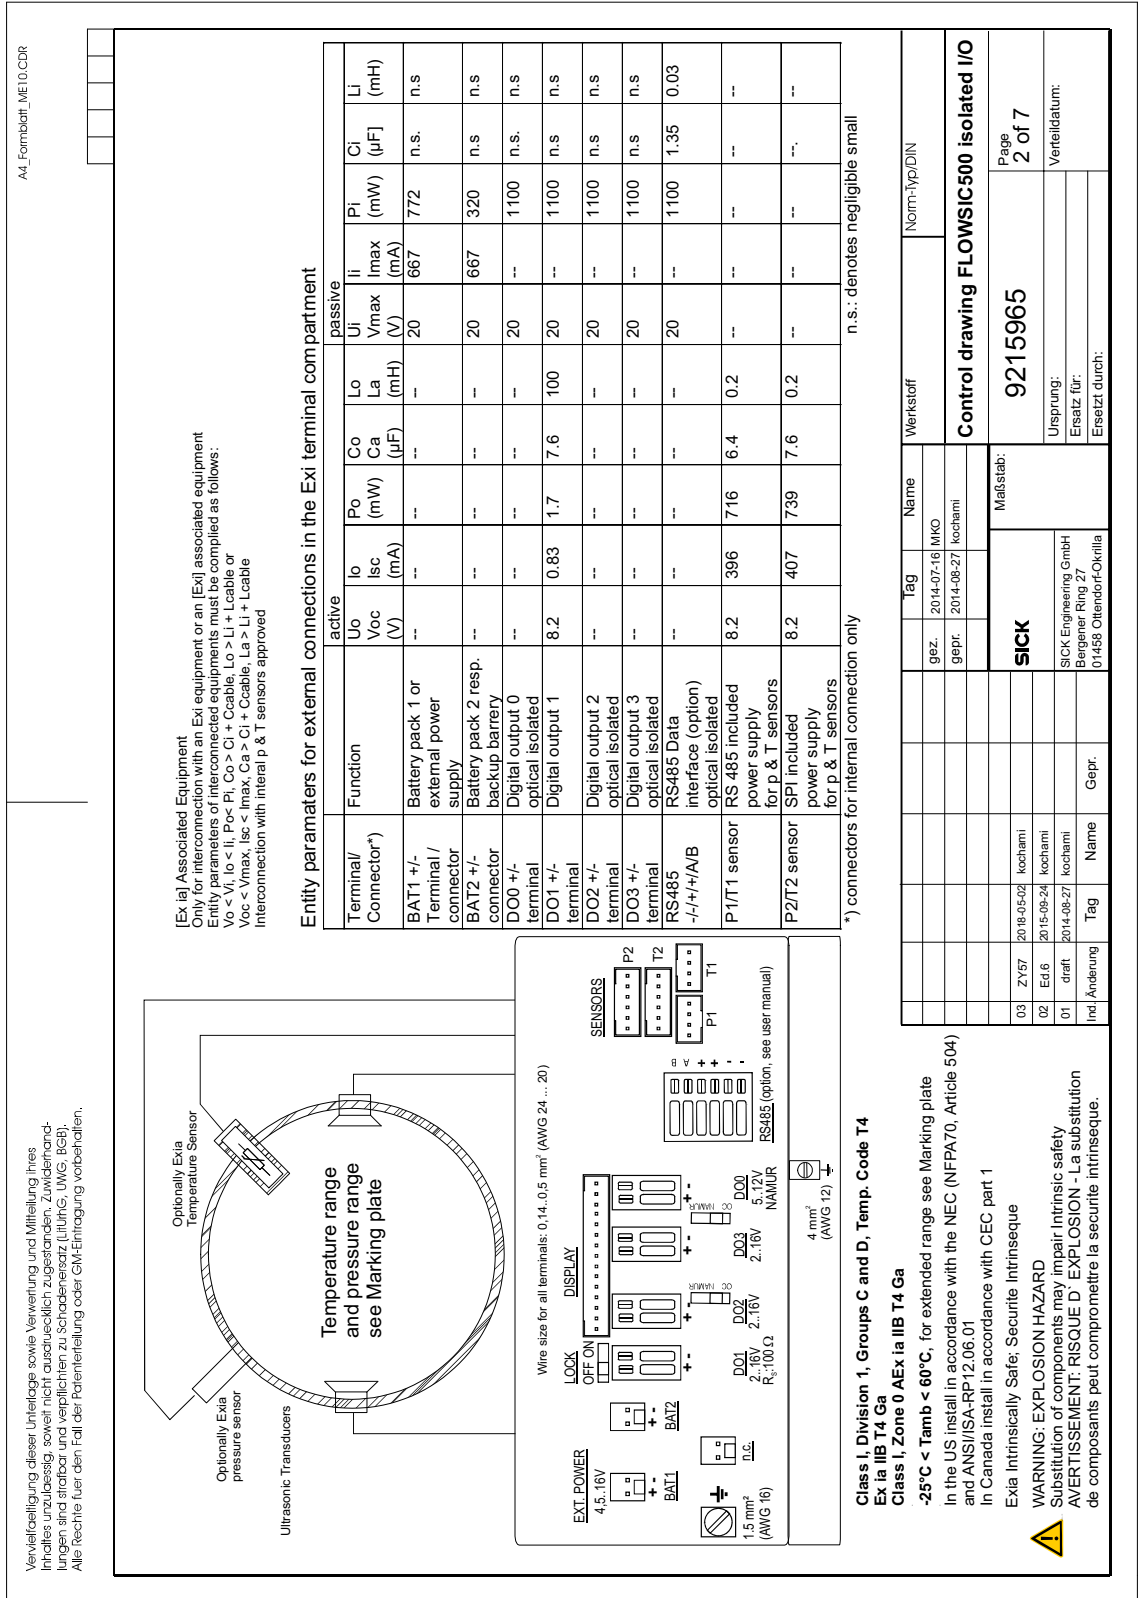 A4_Formblatt_ME10.CDR
Vervielfaeltigung dieser Unterlage sowie Verwertung und Mitteilung ihres
Inhaltes unzulaessig, soweit nicht ausdruecklich zugestanden. Zuwiderhand-
lungen sind strafbar und verpflichten zu Schadenersatz (LitUrhG, UWG, BGB).
Alle Rechte fuer den Fall der Patenterteilung oder GM-Eintragung vorbehalten.
Optionally Exia
pressure sensor
Optionally Exia
Temperature Sensor
Ultrasonic Transducers
Temperature range
and pressure range
see Marking plate
Wire size for all terminals: 0,14...0,5 mm² (AWG 24 ... 20)
EXT. POWER
4,5..16V
LOCK
OFF ON
DISPLAY
SENSORS
P2
T2
P1
T1
+ -
BAT1
+ -
BAT2
n.c.
1.5 mm²
(AWG 16)
+ -
DO1
2..16V
Rs:100 Ω
+ -
DO2
2..16V
OC NAMUR
+ -
DO3
2..16V
OC NAMUR
+ -
DO0
5..12V
NAMUR
B A + + - -
RS485 (option, see user manual)
4 mm²
(AWG 12)
[Ex ia] Associated Equipment
Only for interconnection with an Exi equipment or an [Exi] associated equipment
Entity parameters of interconnected equipments must be complied as follows:
Vo < Vi, Io < Ii, Po< Pi, Co > Ci + Ccable, Lo > Li + Lcable or
Voc < Vmax, Isc < Imax, Ca > Ci + Ccable, La > Li + Lcable
Interconnection with interal p & T sensors approved
Entity paramaters for external connections in the Exi terminal compartment
active passive
Terminal/ Connector*) Function Uo Voc (V) Io Isc (mA) Po (mW) Co Ca (µF) Lo La (mH) Ui Vmax (V) Ii Imax (mA) Pi (mW) Ci (µF] Li (mH)
BAT1 +/- Terminal / connector Battery pack 1 or external power supply -- -- -- -- -- 20 667 772 n.s. n.s
BAT2 +/- connector Battery pack 2 resp. backup barrery -- -- -- -- -- 20 667 320 n.s n.s
DO0 +/- terminal Digital output 0 optical isolated -- -- -- -- -- 20 -- 1100 n.s. n.s
DO1 +/- terminal Digital output 1 8.2 0.83 1.7 7.6 100 20 -- 1100 n.s n.s
DO2 +/- terminal Digital output 2 optical isolated -- -- -- -- -- 20 -- 1100 n.s n.s
DO3 +/- terminal Digital output 3 optical isolated -- -- -- -- -- 20 -- 1100 n.s n.s
RS485 -/-/+/+/A/B RS485 Data interface (option) optical isolated -- -- -- -- -- 20 -- 1100 1.35 0.03
P1/T1 sensor RS 485 included power supply for p & T sensors 8.2 396 716 6.4 0.2 -- -- -- -- --
P2/T2 sensor SPI included power supply for p & T sensors 8.2 407 739 7.6 0.2 -- -- -- --. --
*) connectors for internal connection only
n.s.: denotes negligible small
Class I, Division 1, Groups C and D, Temp. Code T4
Ex ia IIB T4 Ga
Class I, Zone 0 AEx ia IIB T4 Ga
-25°C < Tamb < 60°C, for extended range see Marking plate
In the US install in accordance with the NEC (NFPA70, Article 504)
and ANSI/ISA-RP12.06.01
In Canada install in accordance with CEC part 1
Exia Intrinsically Safe; Securite Intrinseque
WARNING: EXPLOSION HAZARD
Substitution of components may impair Intrinsic safety
AVERTISSEMENT: RISQUE D' EXPLOSION - La substitution
de composants peut compromettre la securite intrinseque.
03 ZY57 2018-05-02 kochami
02 Ed.6 2015-09-24 kochami
01 draft 2014-08-27 kochami
Ind. Änderung Tag Name Gepr.
Tag Name
gez. 2014-07-16 MKO
gepr. 2014-08-27 kochami
SICK
Maßstab:
SICK Engineering GmbH
Bergener Ring 27
01458 Ottendorf-Okrilla
Werkstoff
Norm-Typ/DIN
Control drawing FLOWSIC500 isolated I/O
9215965
Page
2 of 7
Ursprung:
Ersatz für:
Ersetzt durch:
Verteildatum: